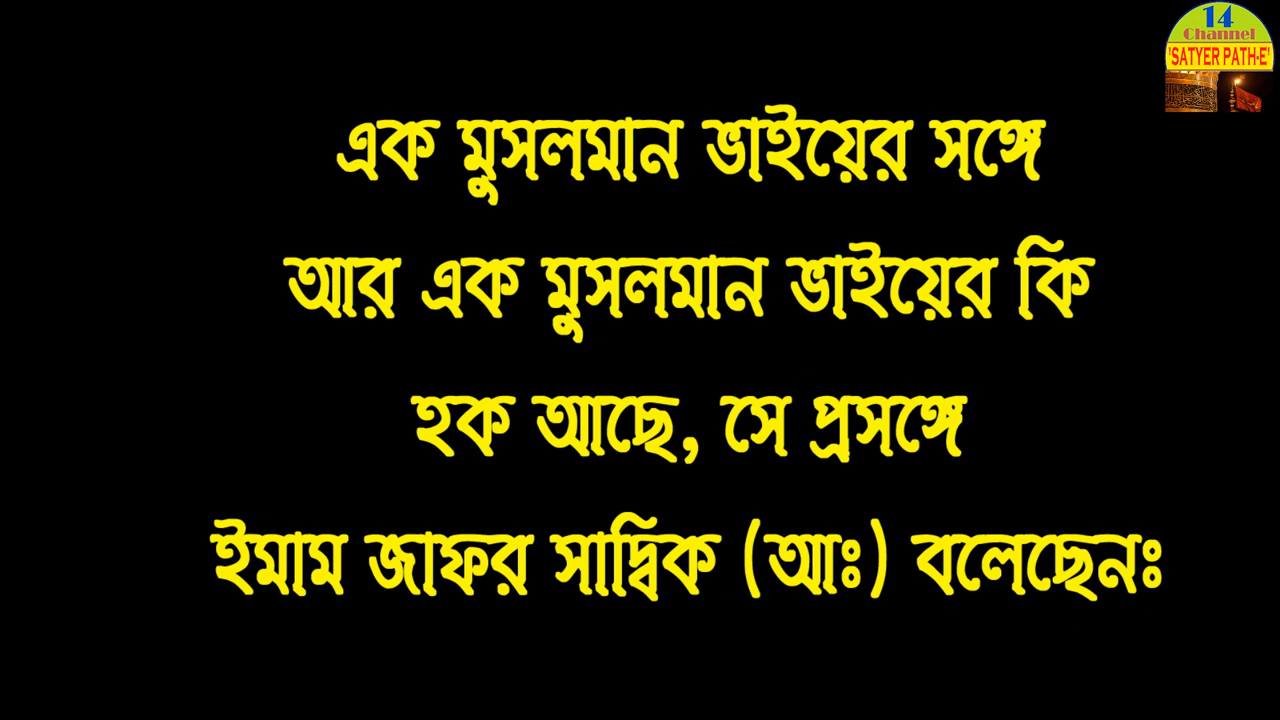 14
Channel
'SATYER PATH-E'
এক মুসলমান ভাইয়ের সঙ্গে
আর এক মুসলমান ভাইয়ের কি
হক আছে, সে প্রসঙ্গে
ইমাম জাফর সাদ্বিক (আঃ) বলেছেনঃ